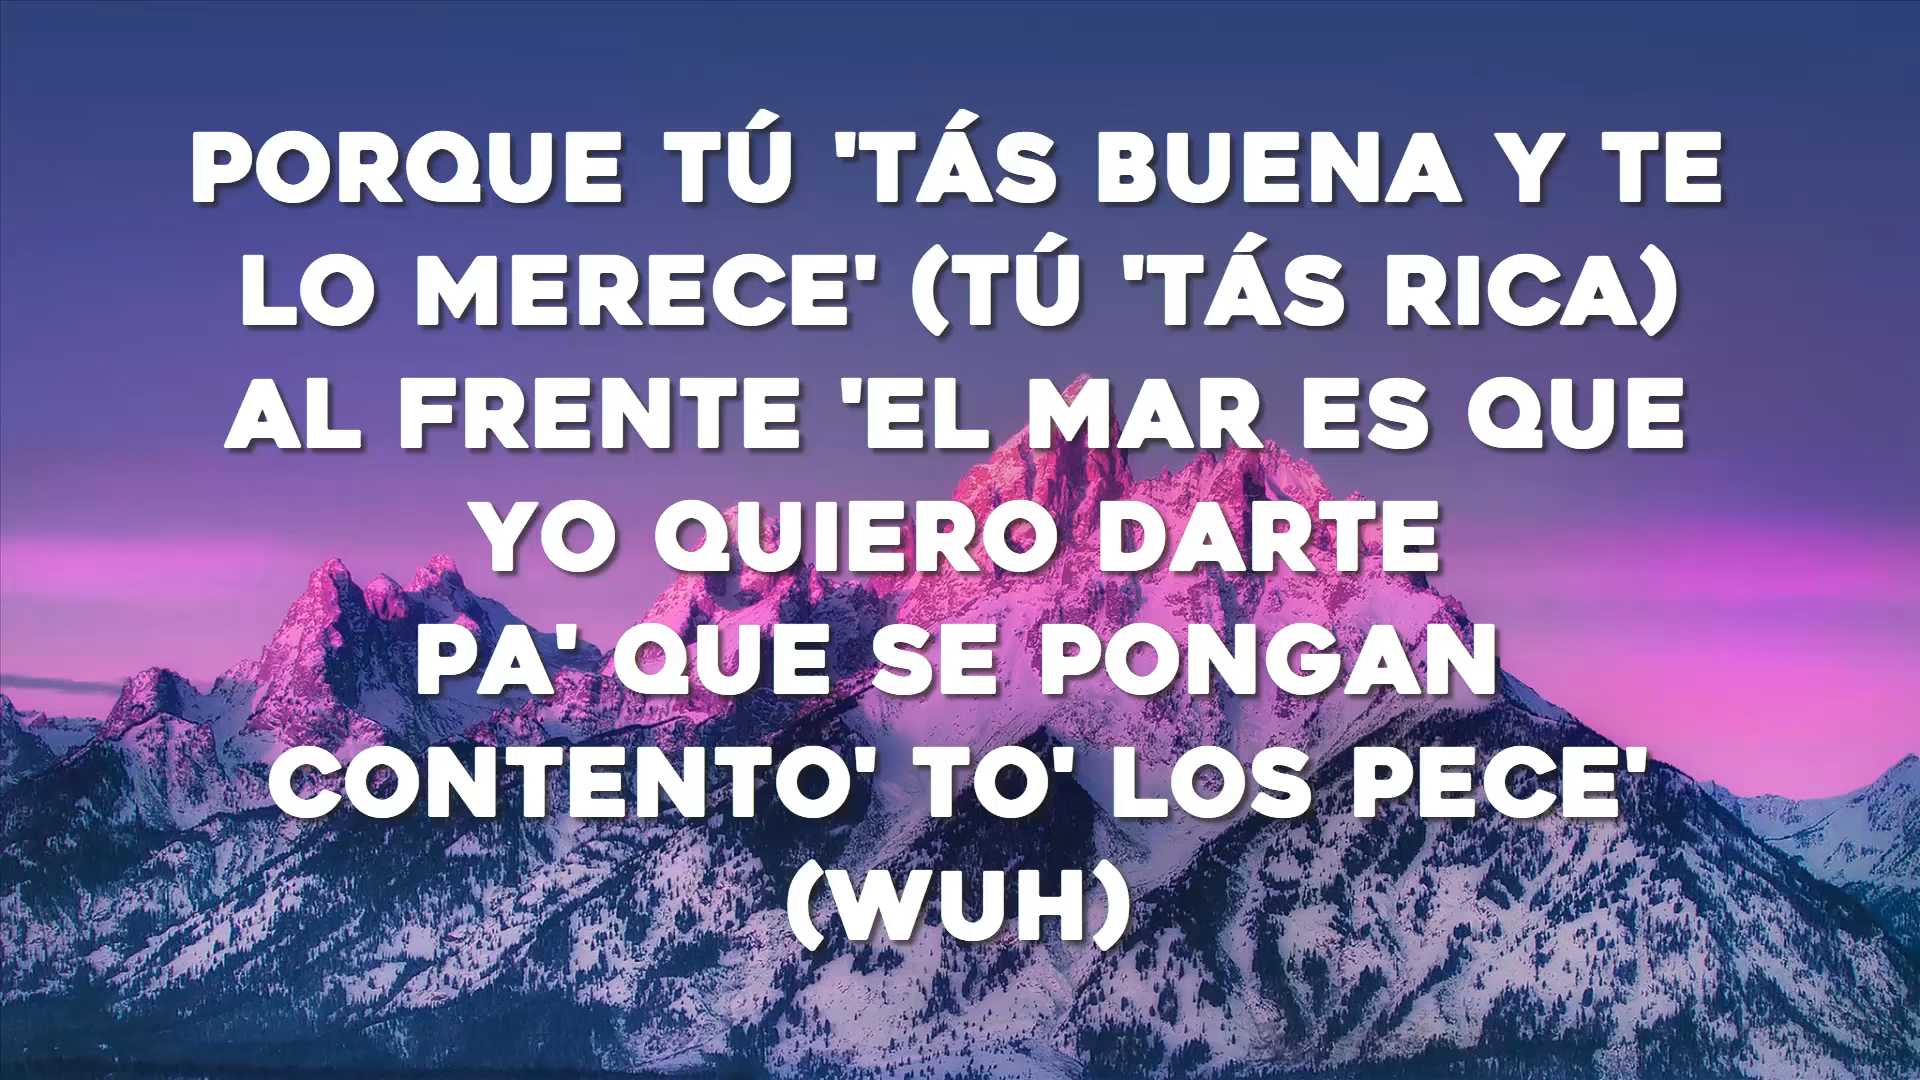 PORQUE TÚ 'TÁS BUENA Y TE
LO MERECE' (TÚ 'TÁS RICA)
AL FRENTE 'EL MAR ES QUE
YO QUIERO DARTE
PA' QUE SE PONGAN
CONTENTO' TO' LOS PECE'
(WUH)